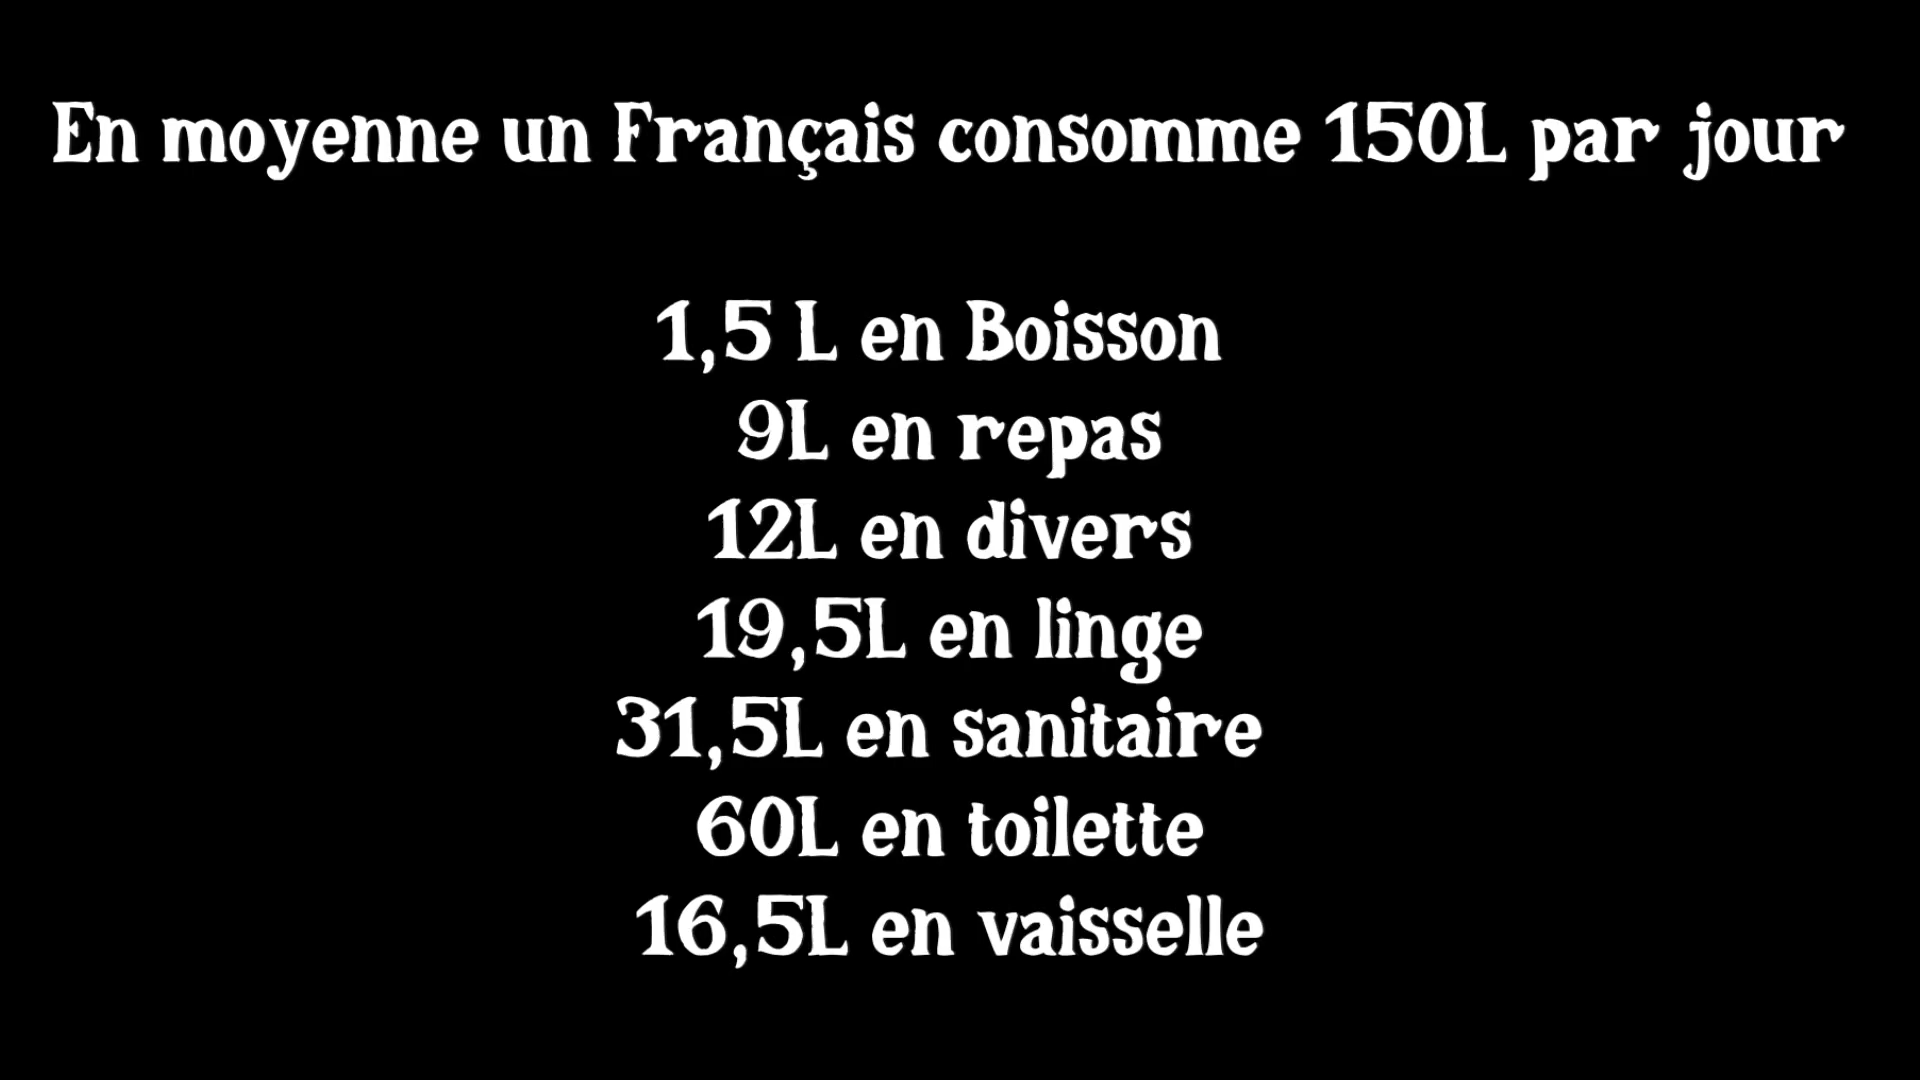 En moyenne un Français consomme 150L par jour
1,5 L en Boisson
9L en repas
12L en divers
19,5L en linge
31,5L en sanitaire
60L en toilette
16,5L en vaisselle